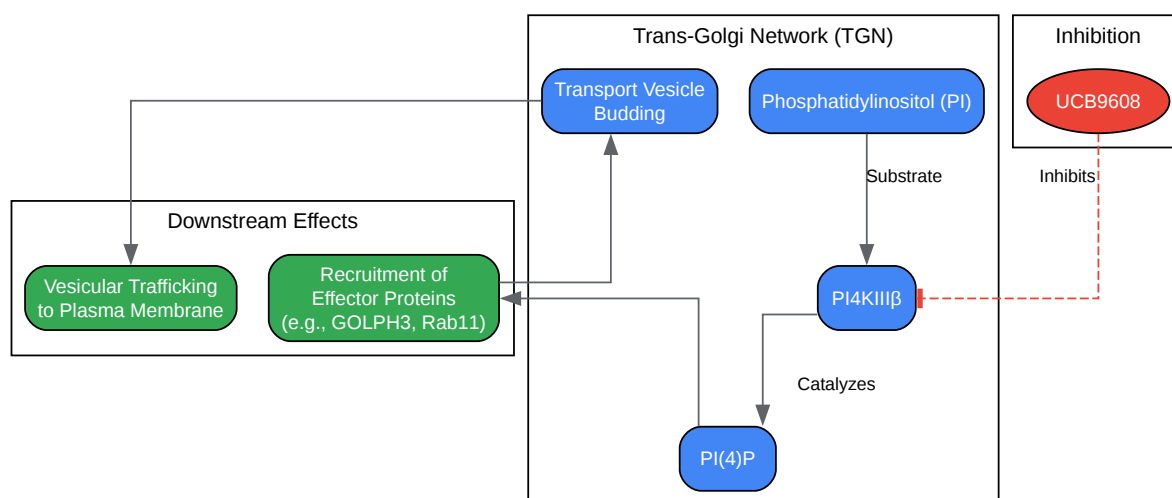 Trans-Golgi Network (TGN)
Inhibition
Transport Vesicle
Budding
Phosphatidylinositol (PI)
UCB9608
Substrate
Inhibits
Downstream Effects
Vesicular Trafficking
to Plasma Membrane
Recruitment of
Effector Proteins
(e.g., GOLPH3, Rab11)
PI4KIIIβ
Catalyzes
PI(4)P